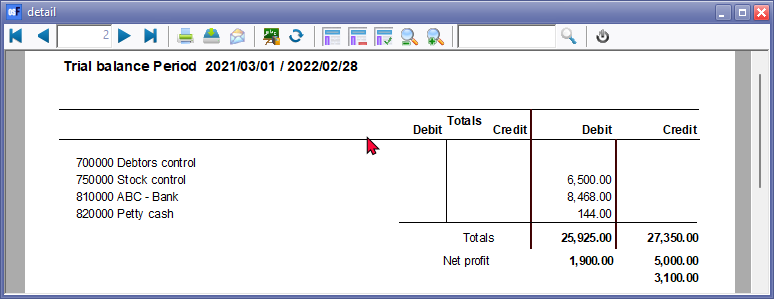 detail
2
Trial balance Period 2021/03/01 / 2022/02/28
Totals
Debit Credit Debit Credit
700000 Debtors control
750000 Stock control 6,500.00
810000 ABC - Bank 8,468.00
820000 Petty cash 144.00
Totals 25,925.00 27,350.00
Net profit 1,900.00 5,000.00
3,100.00